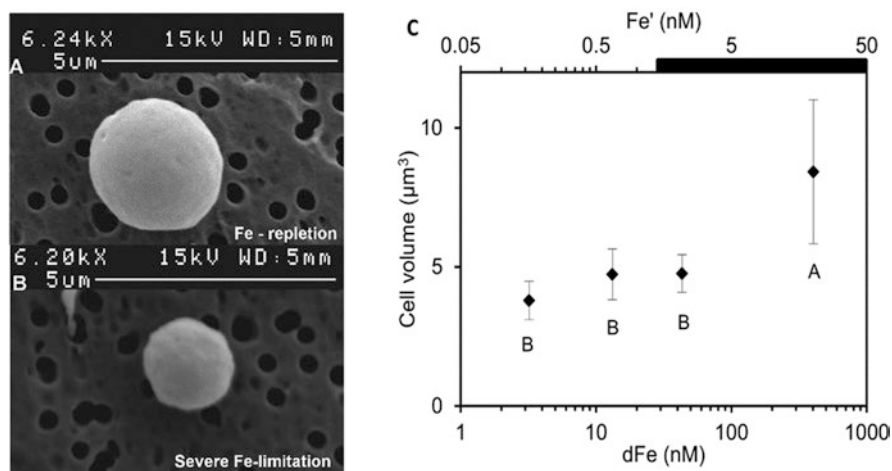 6.24kX 15kV WD:5mm
A 5um
Fe - repletion
6.20kX 15kV WD:5mm
B 5um
Severe Fe-limitation
C
Fe' (nM)
0.05 0.5 5 50
Cell volume (µm³)
10
5
0
B B B A
1 10 100 1000
dFe (nM)